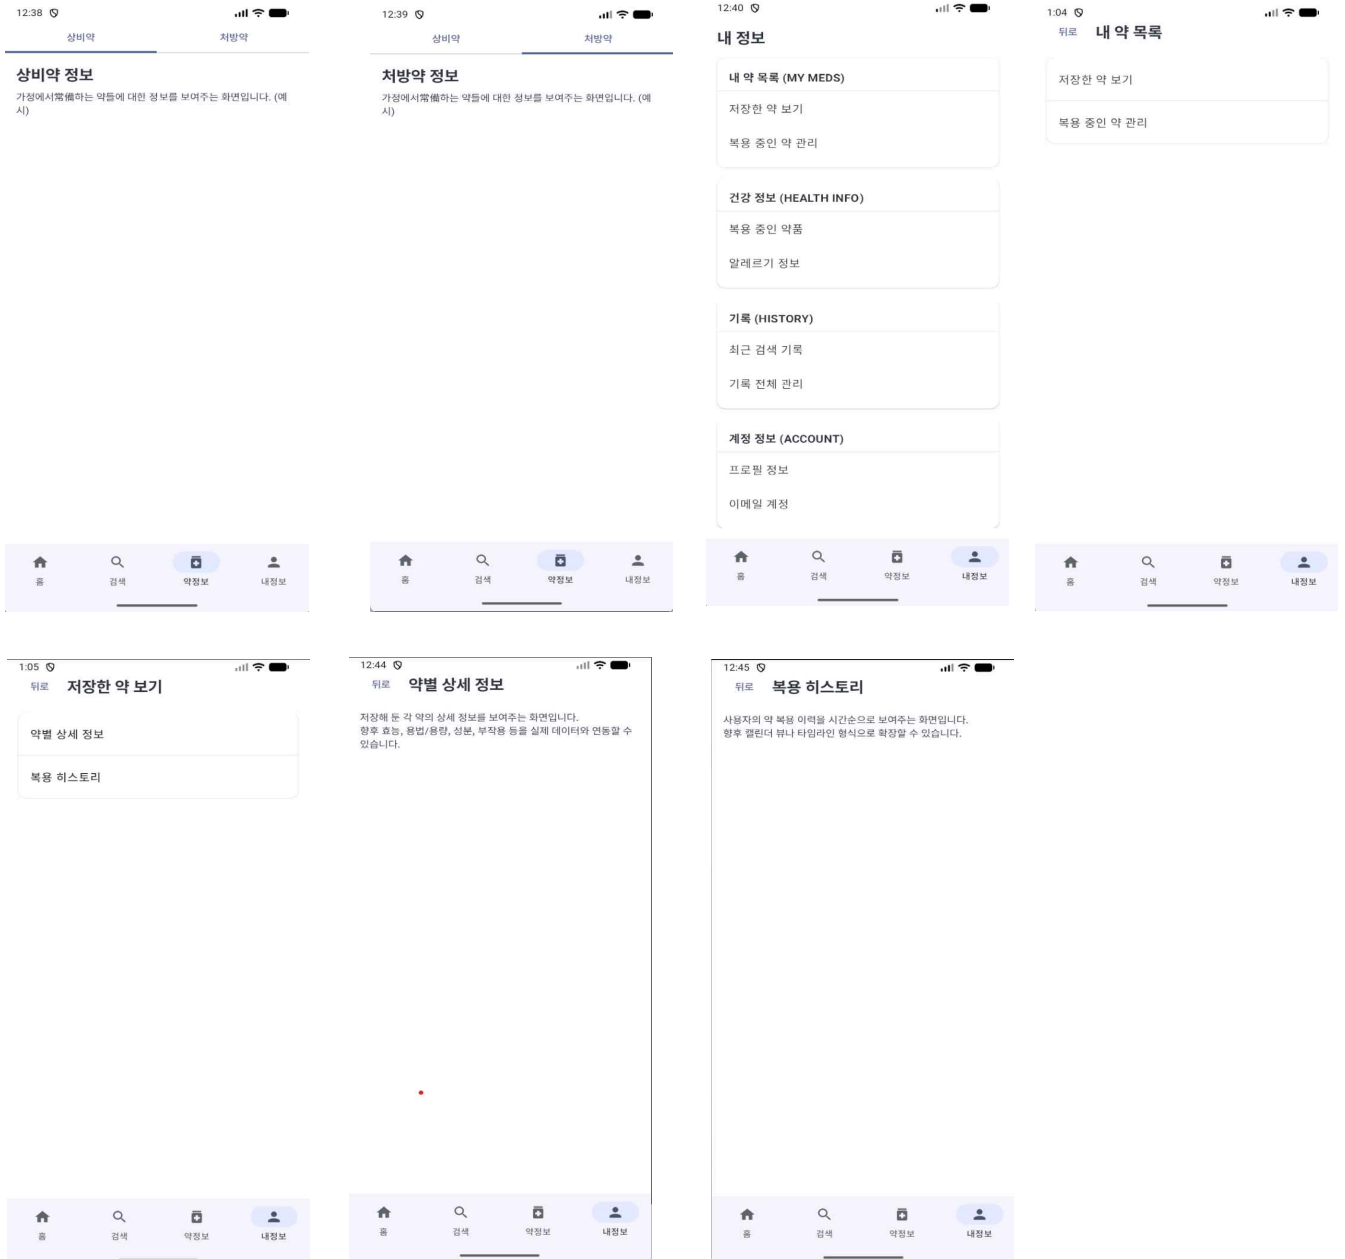 12:38
상비약 처방약
상비약 정보
가정에서常備하는 약들에 대한 정보를 보여주는 화면입니다. (예
시)
홈 검색 약정보 내정보
12:39
상비약 처방약
처방약 정보
가정에서常備하는 약들에 대한 정보를 보여주는 화면입니다. (예
시)
홈 검색 약정보 내정보
12:40
내 정보
내 약 목록 (MY MEDS)
저장한 약 보기
복용 중인 약 관리
건강 정보 (HEALTH INFO)
복용 중인 약품
알레르기 정보
기록 (HISTORY)
최근 검색 기록
기록 전체 관리
계정 정보 (ACCOUNT)
프로필 정보
이메일 계정
홈 검색 약정보 내정보
1:04
뒤로 내 약 목록
저장한 약 보기
복용 중인 약 관리
홈 검색 약정보 내정보
1:05
뒤로 저장한 약 보기
약별 상세 정보
복용 히스토리
홈 검색 약정보 내정보
12:44
뒤로 약별 상세 정보
저장해 둔 각 약의 상세 정보를 보여주는 화면입니다.
향후 효능, 용법/용량, 성분, 부작용 등을 실제 데이터와 연동할 수
있습니다.
홈 검색 약정보 내정보
12:45
뒤로 복용 히스토리
사용자의 약 복용 이력을 시간순으로 보여주는 화면입니다.
향후 캘린더 뷰나 타임라인 형식으로 확장할 수 있습니다.
홈 검색 약정보 내정보